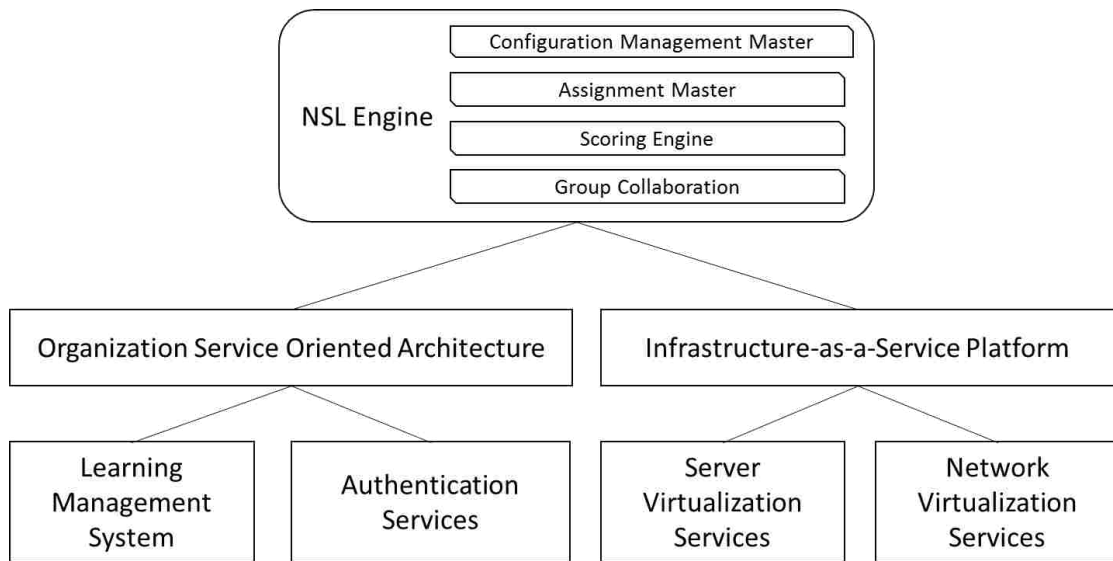 Configuration Management Master
Assignment Master
NSL Engine
Scoring Engine
Group Collaboration
Organization Service Oriented Architecture
Infrastructure-as-a-Service Platform
Learning
Management
System
Authentication
Services
Server
Virtualization
Services
Network
Virtualization
Services